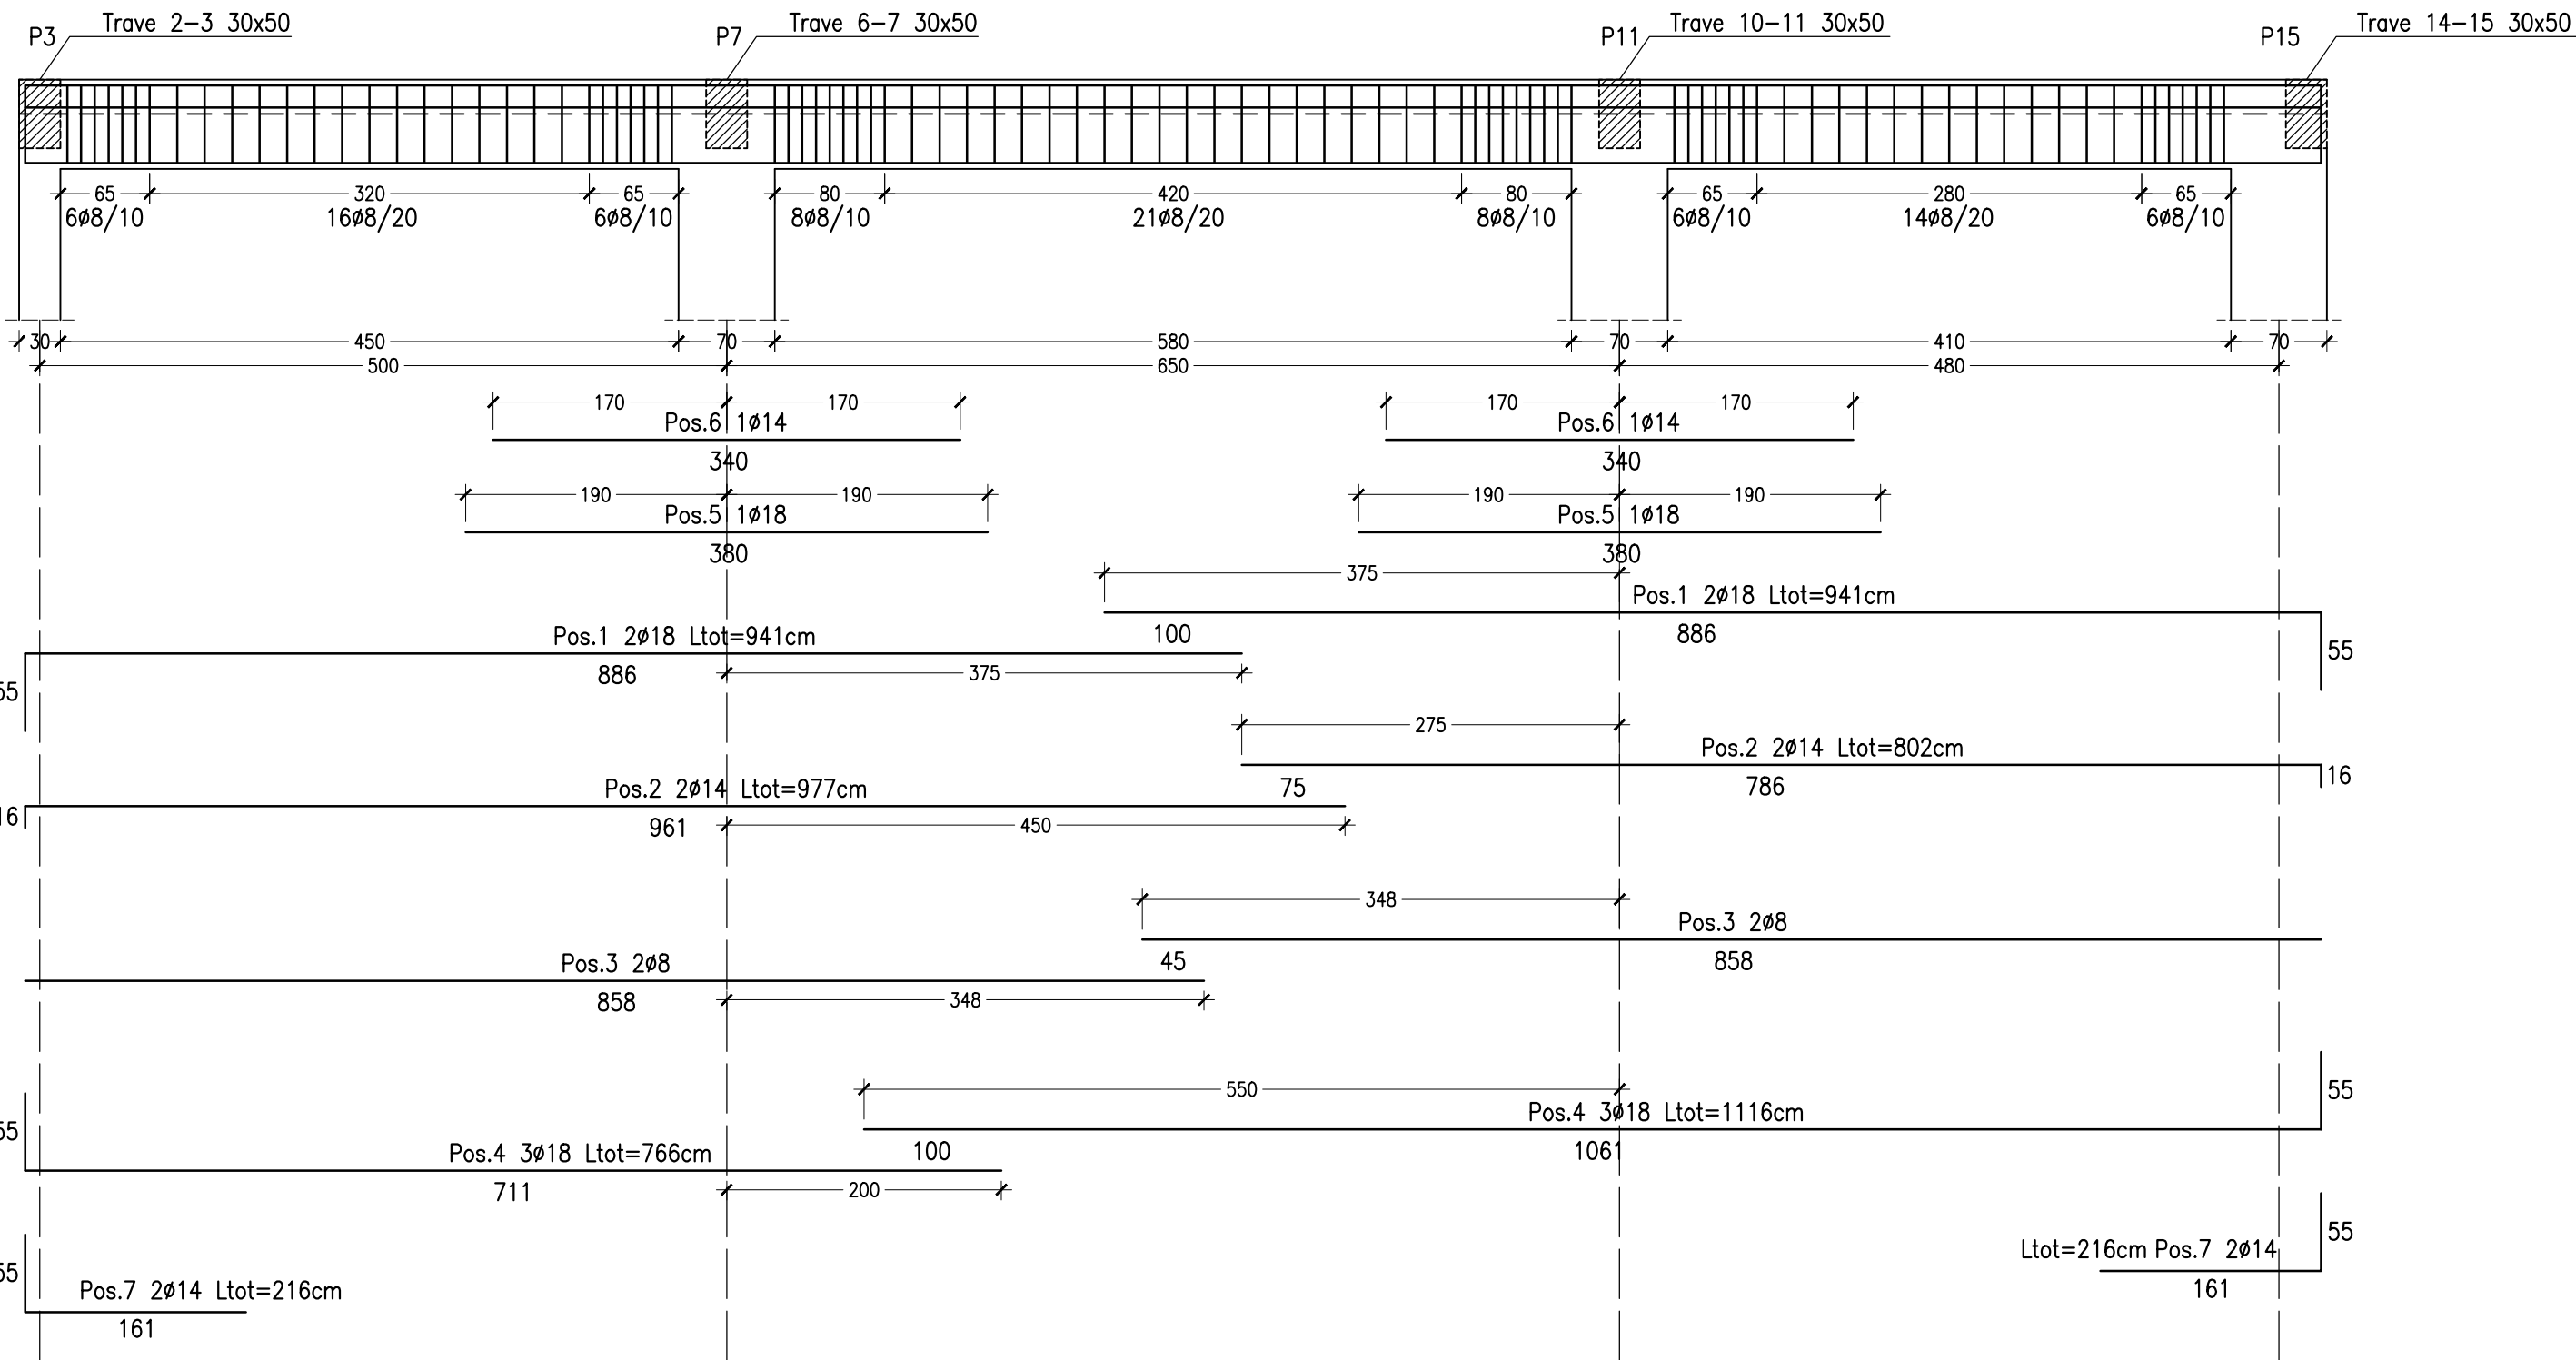 P3 Trave 2-3 30x50 P7 Trave 6-7 30x50 P11 Trave 10-11 30x50 P15 Trave 14-15 30x50
65 320 65 80 420 80 65 280 65
6ø8/10 16ø8/20 6ø8/10 8ø8/10 21ø8/20 8ø8/10 6ø8/10 14ø8/20 6ø8/10
30 450 70 580 70 410 70
500 650 480
170 170 170 170
Pos.6 1ø14 Pos.6 1ø14
340 340
190 190 190 190
Pos.5 1ø18 Pos.5 1ø18
380 380
375
Pos.1 2ø18 Ltot=941cm
100 886
Pos.1 2ø18 Ltot=941cm
55
886 375
55
275
Pos.2 2ø14 Ltot=802cm
16
75 786
Pos.2 2ø14 Ltot=977cm
16
961 450
348
Pos.3 2ø8
45 858
Pos.3 2ø8
858 348
550 55
Pos.4 3ø18 Ltot=1116cm
55
100 1061
Pos.4 3ø18 Ltot=766cm
711 200
55
Ltot=216cm Pos.7 2ø14
55
161
Pos.7 2ø14 Ltot=216cm
161